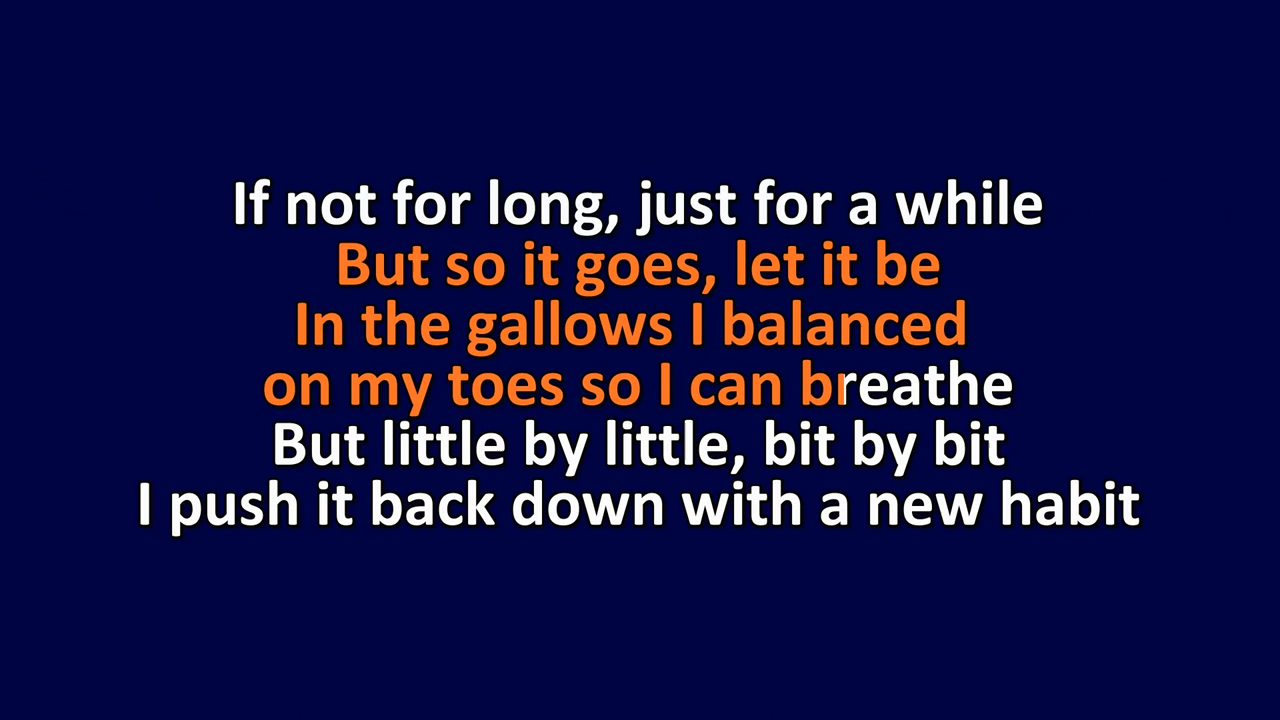 If not for long, just for a while
But so it goes, let it be
In the gallows I balanced
on my toes so I can breathe
But little by little, bit by bit
I push it back down with a new habit